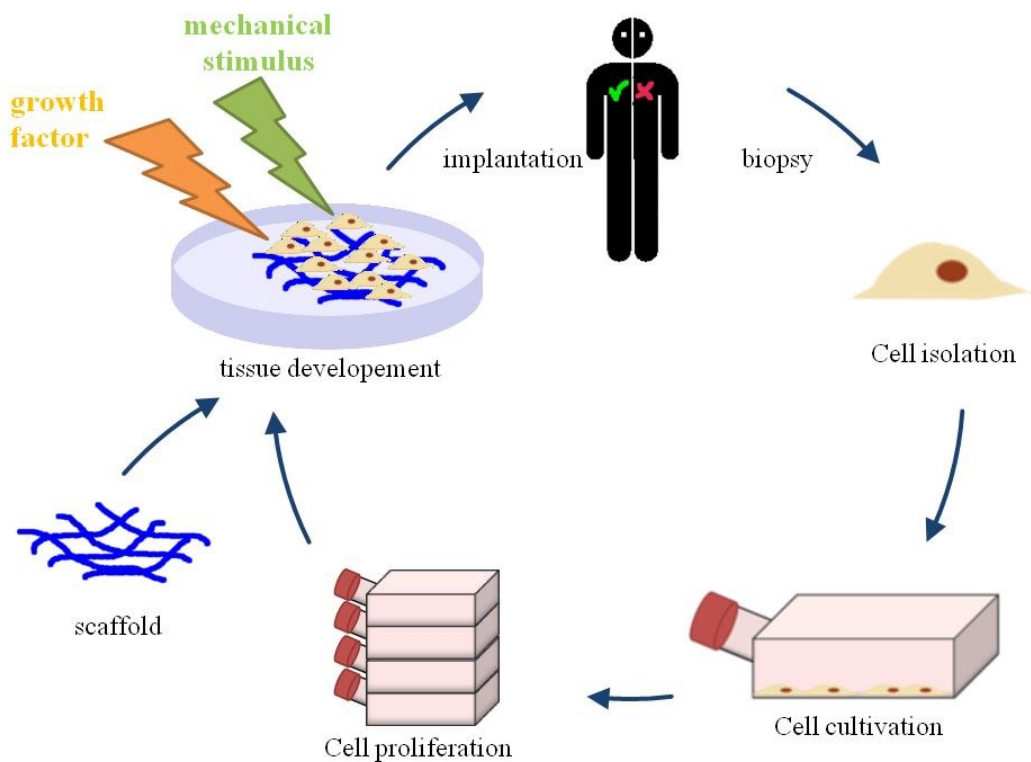 mechanical
stimulus
growth
factor
implantation
biopsy
Cell isolation
tissue developement
scaffold
Cell cultivation
Cell proliferation